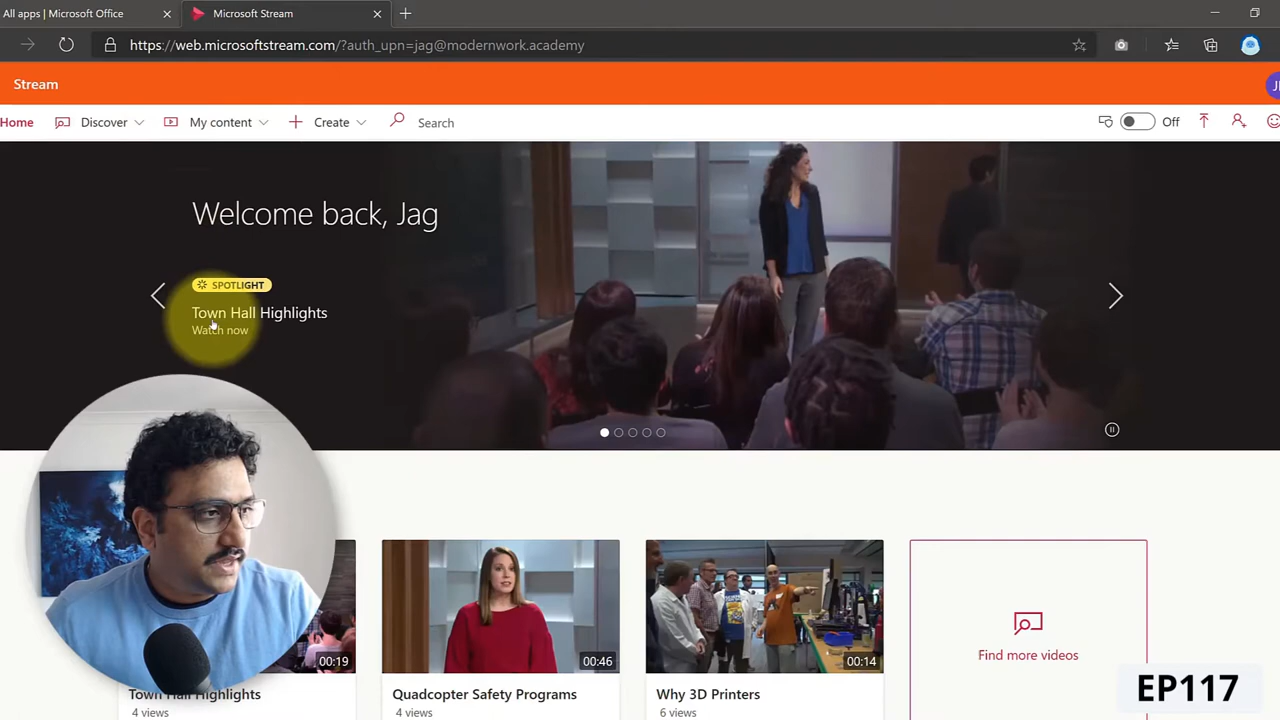 All apps | Microsoft Office
Microsoft Stream
https://web.microsoftstream.com/?auth_upn=jag@modernwork.academy
Stream
Home
Discover
My content
Create
Search
Off
Welcome back, Jag
SPOTLIGHT
Town Hall Highlights
Watch now
00:19
00:46
00:14
Find more videos
Town Hall Highlights
4 views
Quadcopter Safety Programs
4 views
Why 3D Printers
6 views
EP117